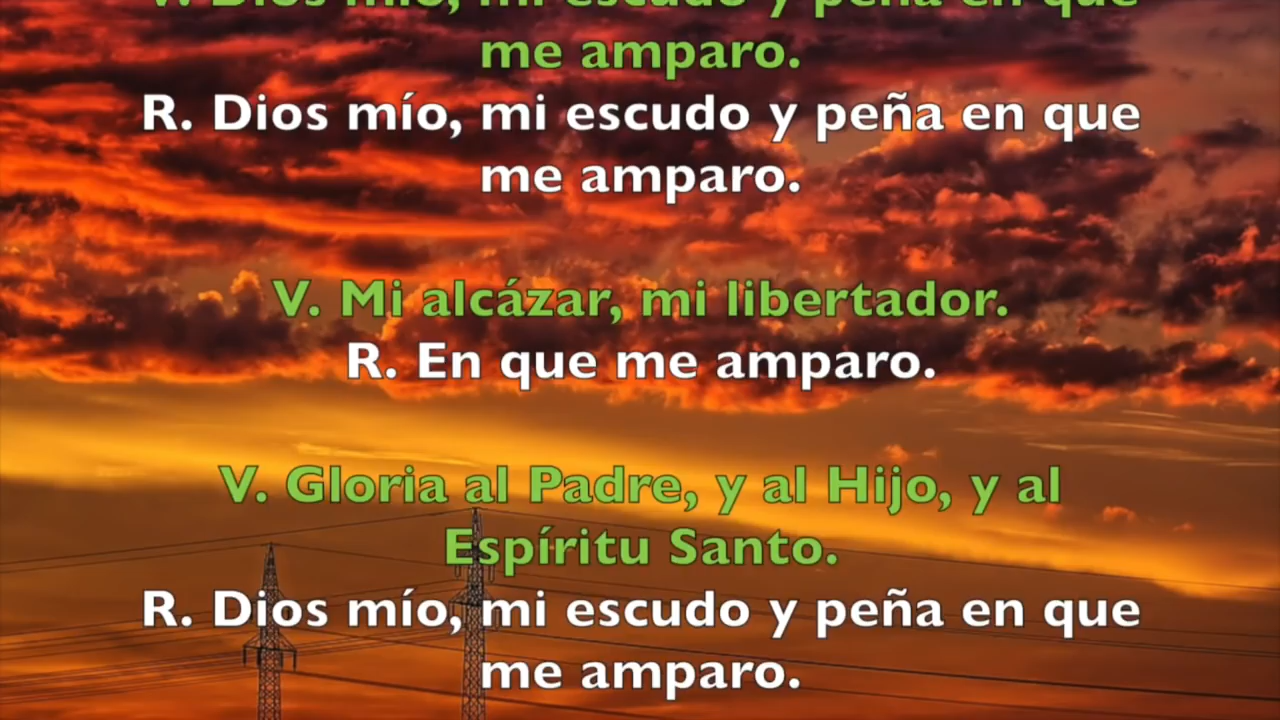 V. Dios mío, mi escudo y peña en que
me amparo.
R. Dios mío, mi escudo y peña en que
me amparo.
V. Mi alcázar, mi libertador.
R. En que me amparo.
V. Gloria al Padre, y al Hijo, y al
Espíritu Santo.
R. Dios mío, mi escudo y peña en que
me amparo.